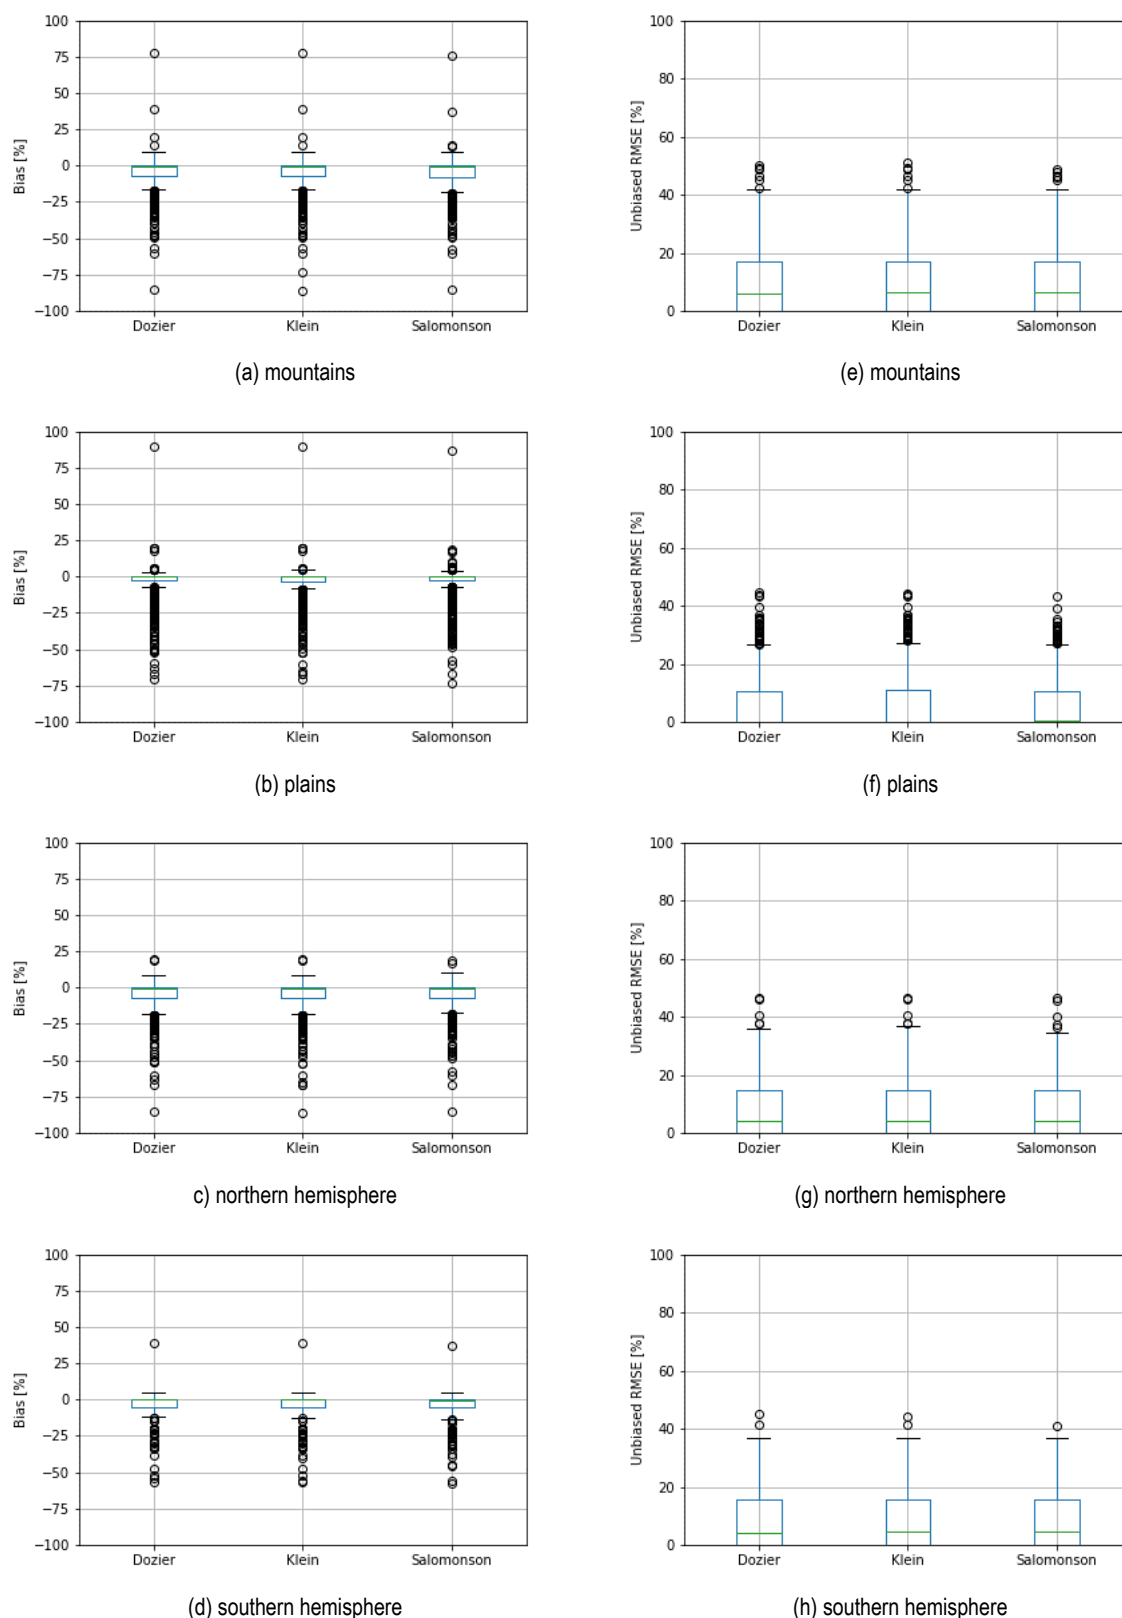 100
75
50
25
0
−25
−50
−75
−100
Bias [%]
Dozier Klein Salomonson
(a) mountains
100
80
60
40
20
0
Unbiased RMSE [%]
Dozier Klein Salomonson
(e) mountains
100
75
50
25
0
−25
−50
−75
−100
Bias [%]
Dozier Klein Salomonson
(b) plains
100
80
60
40
20
0
Unbiased RMSE [%]
Dozier Klein Salomonson
(f) plains
100
75
50
25
0
−25
−50
−75
−100
Bias [%]
Dozier Klein Salomonson
c) northern hemisphere
100
80
60
40
20
0
Unbiased RMSE [%]
Dozier Klein Salomonson
(g) northern hemisphere
100
75
50
25
0
−25
−50
−75
−100
Bias [%]
Dozier Klein Salomonson
(d) southern hemisphere
100
80
60
40
20
0
Unbiased RMSE [%]
Dozier Klein Salomonson
(h) southern hemisphere